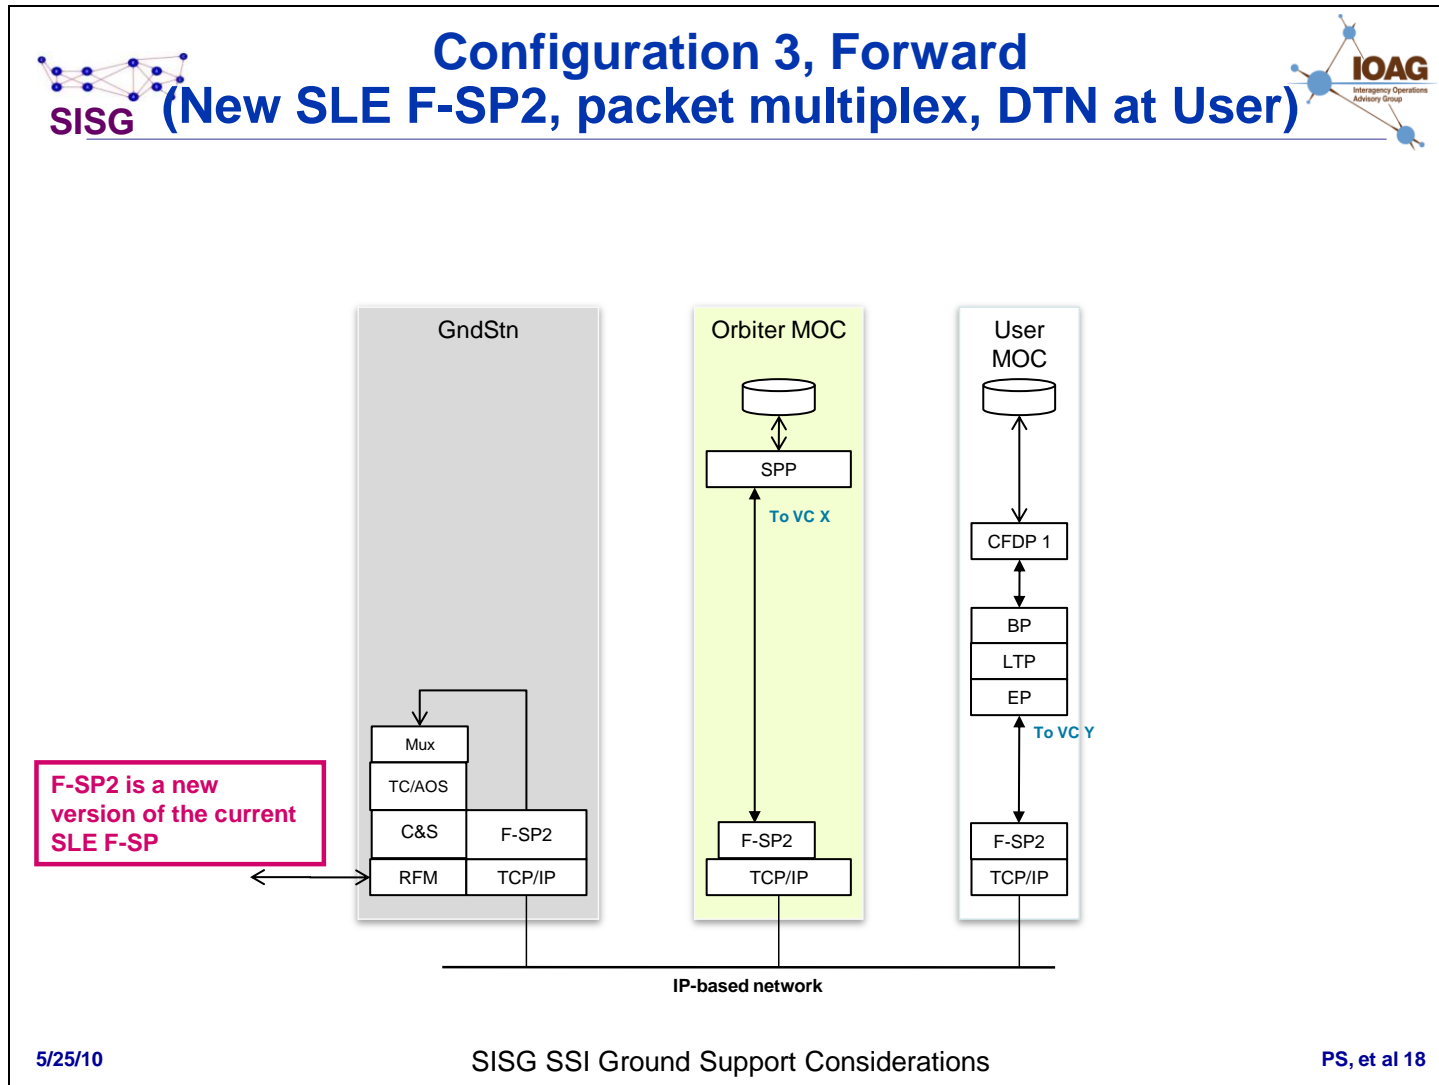 Configuration 3, Forward
(New SLE F-SP2, packet multiplex, DTN at User)
SISG
IOAG
Interagency Operations
Advisory Group
GndStn
Orbiter MOC
User
MOC
SPP
To VC X
CFDP 1
BP
LTP
EP
To VC Y
Mux
TC/AOS
C&S
F-SP2
RFM
TCP/IP
F-SP2
TCP/IP
F-SP2
TCP/IP
F-SP2 is a new
version of the current
SLE F-SP
IP-based network
5/25/10
SISG SSI Ground Support Considerations
PS, et al 18